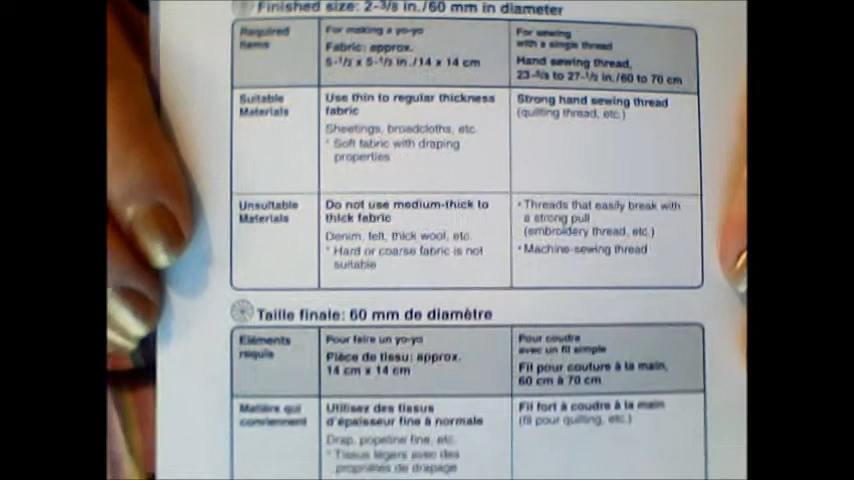 Finished size: 2-3/8 in./60 mm in diameter
Required
Items
For making a yo-yo
Fabric: approx.
5-1/2 x 5-1/2 in./14 x 14 cm
For sewing
with a single thread
Hand sewing thread,
23-5/8 to 27-1/2 in./60 to 70 cm
Suitable
Materials
Use thin to regular thickness
fabric
Sheetings, broadcloths, etc.
* Soft fabric with draping
properties
Strong hand sewing thread
(quilting thread, etc.)
Unsuitable
Materials
Do not use medium-thick to
thick fabric
Denim, felt, thick wool, etc.
* Hard or coarse fabric is not
suitable
• Threads that easily break with
a strong pull
(embroidery thread, etc.)
• Machine-sewing thread
Taille finale: 60 mm de diamètre
Eléments
requis
Pour faire un yo-yo
Pièce de tissu: approx.
14 cm x 14 cm
Pour coudre
avec un fil simple
Fil pour couture à la main,
60 cm à 70 cm
Matière qui
conviennent
Utilisez des tissus
d'épaisseur fine à normale
Drap, popeline fine, etc.
* Tissus légers avec des
propriétés de drapage
Fil fort à coudre à la main
(fil pour quilting, etc.)